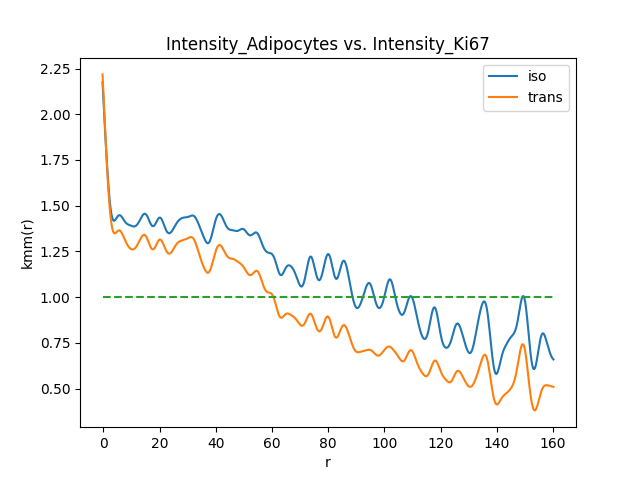 Intensity_Adipocytes vs. Intensity_Ki67
iso
trans
kmm(r)
2.25
2.00
1.75
1.50
1.25
1.00
0.75
0.50
0 20 40 60 80 100 120 140 160
r